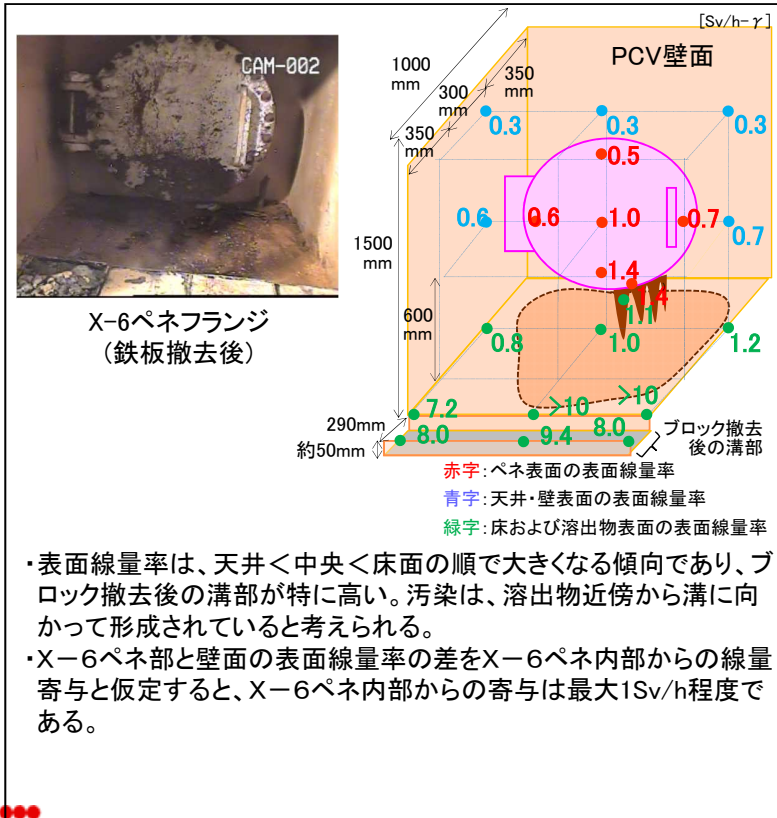 CAM-002
X-6ペネフランジ
（鉄板撤去後）
[Sv/h-γ]
PCV壁面
1000
mm
350
mm
300
mm
350
mm
0.3
0.3
0.3
0.5
0.6
0.6
1.0
0.7
0.7
1500
mm
1.4
1.4
1.1
600
mm
0.8
1.0
1.2
7.2
>10
>10
290mm
8.0
9.4
8.0
約50mm
ブロック撤去
後の溝部
赤字：ペネ表面の表面線量率
青字：天井・壁表面の表面線量率
緑字：床および溶出物表面の表面線量率
・表面線量率は、天井＜中央＜床面の順で大きくなる傾向であり、ブ
ロック撤去後の溝部が特に高い。汚染は、溶出物近傍から溝に向
かって形成されていると考えられる。
・X－６ペネ部と壁面の表面線量率の差をX－６ペネ内部からの線量
寄与と仮定すると、X－６ペネ内部からの寄与は最大1Sv/h程度で
ある。